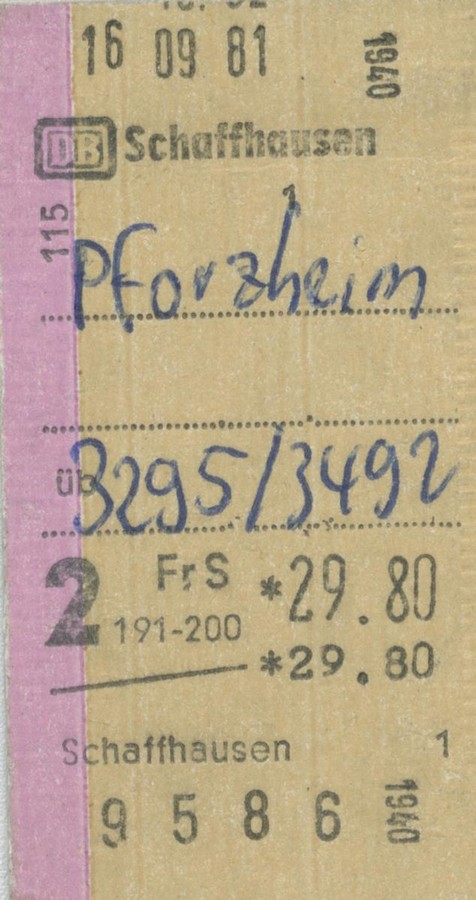 16 09 81 1940
DB Schaffhausen
1
115
Pforzheim
üb 3295/3492
2 FrS *29.80
191-200
*29.80
Schaffhausen 1
9586 1940